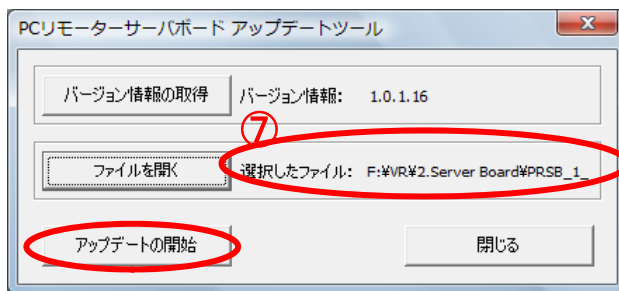 PCリモーターサーバボード アップデートツール
バージョン情報の取得 バージョン情報: 1.0.1.16
⑦
ファイルを開く 選択したファイル: F:¥VR¥2.Server Board¥PRSB_1_
アップデートの開始 閉じる